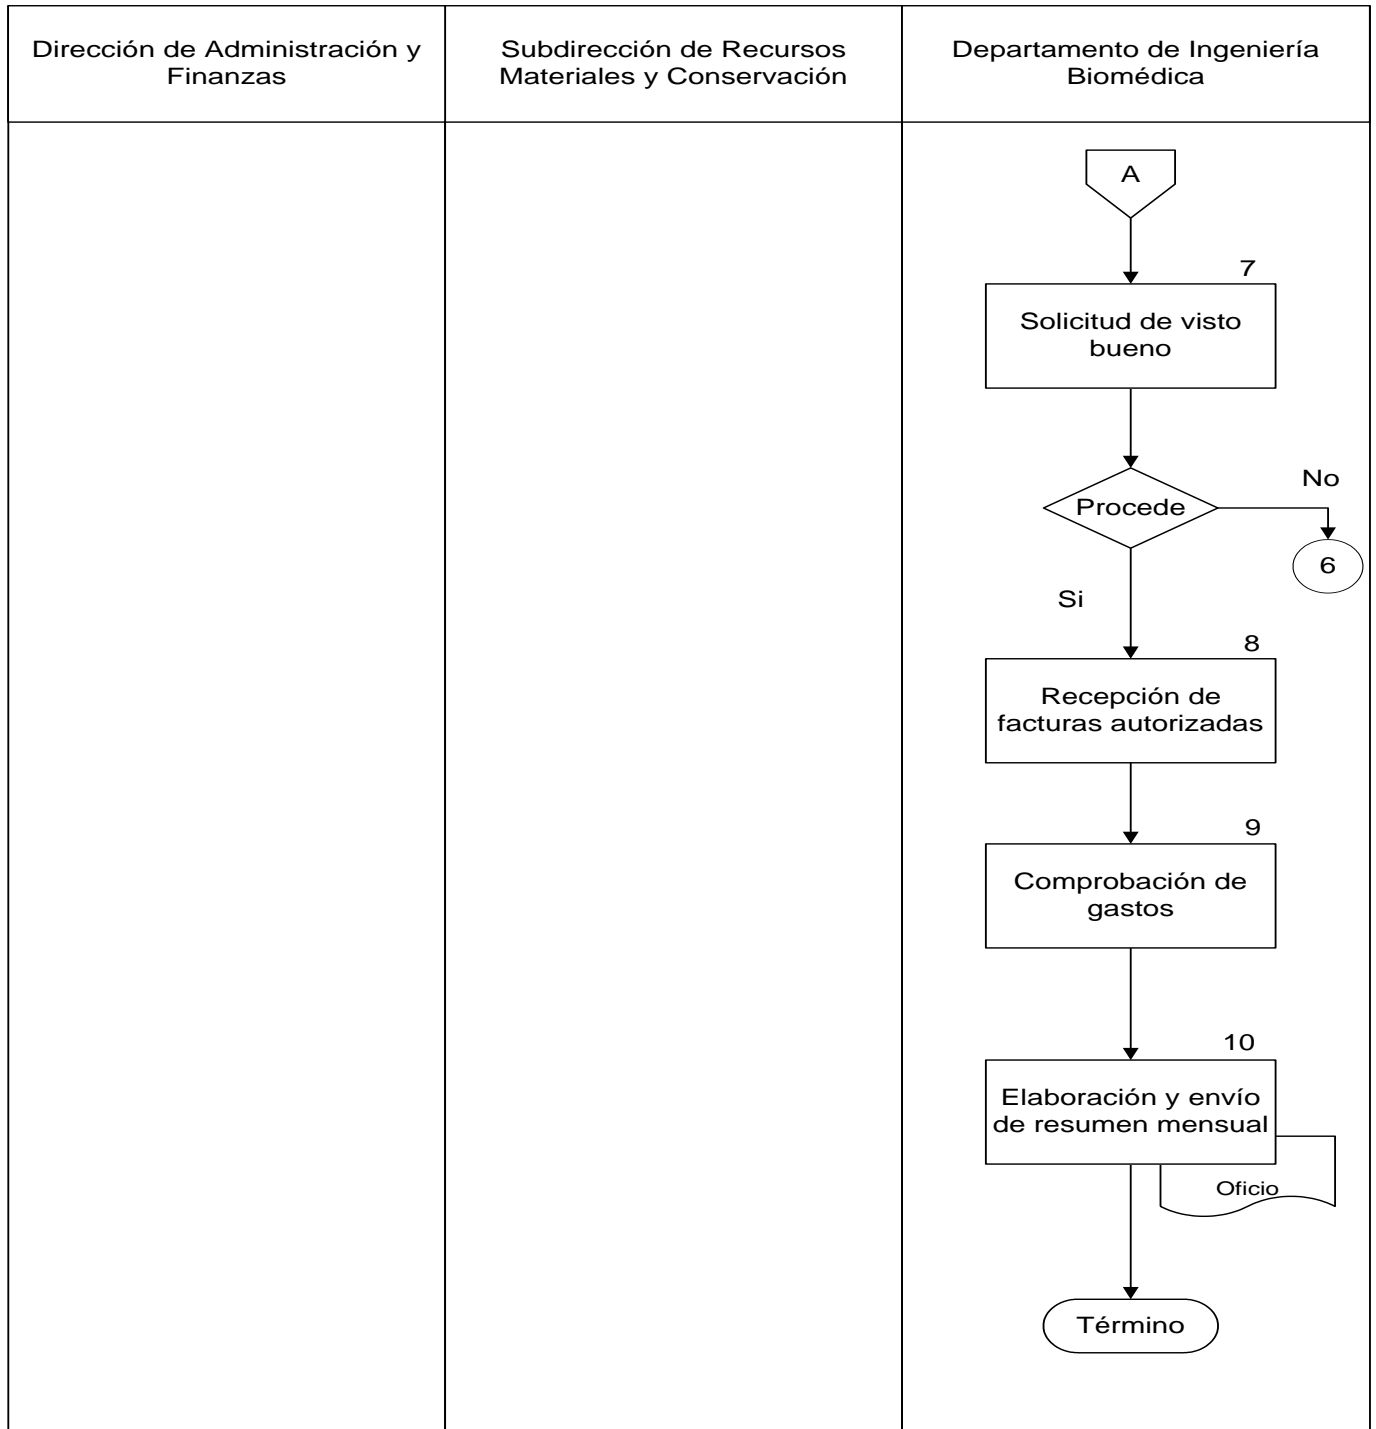 Dirección de Administración y
Finanzas
Subdirección de Recursos
Materiales y Conservación
Departamento de Ingeniería
Biomédica
A
7
Solicitud de visto
bueno
Procede
No
6
Si
8
Recepción de
facturas autorizadas
9
Comprobación de
gastos
10
Elaboración y envío
de resumen mensual
Oficio
Término